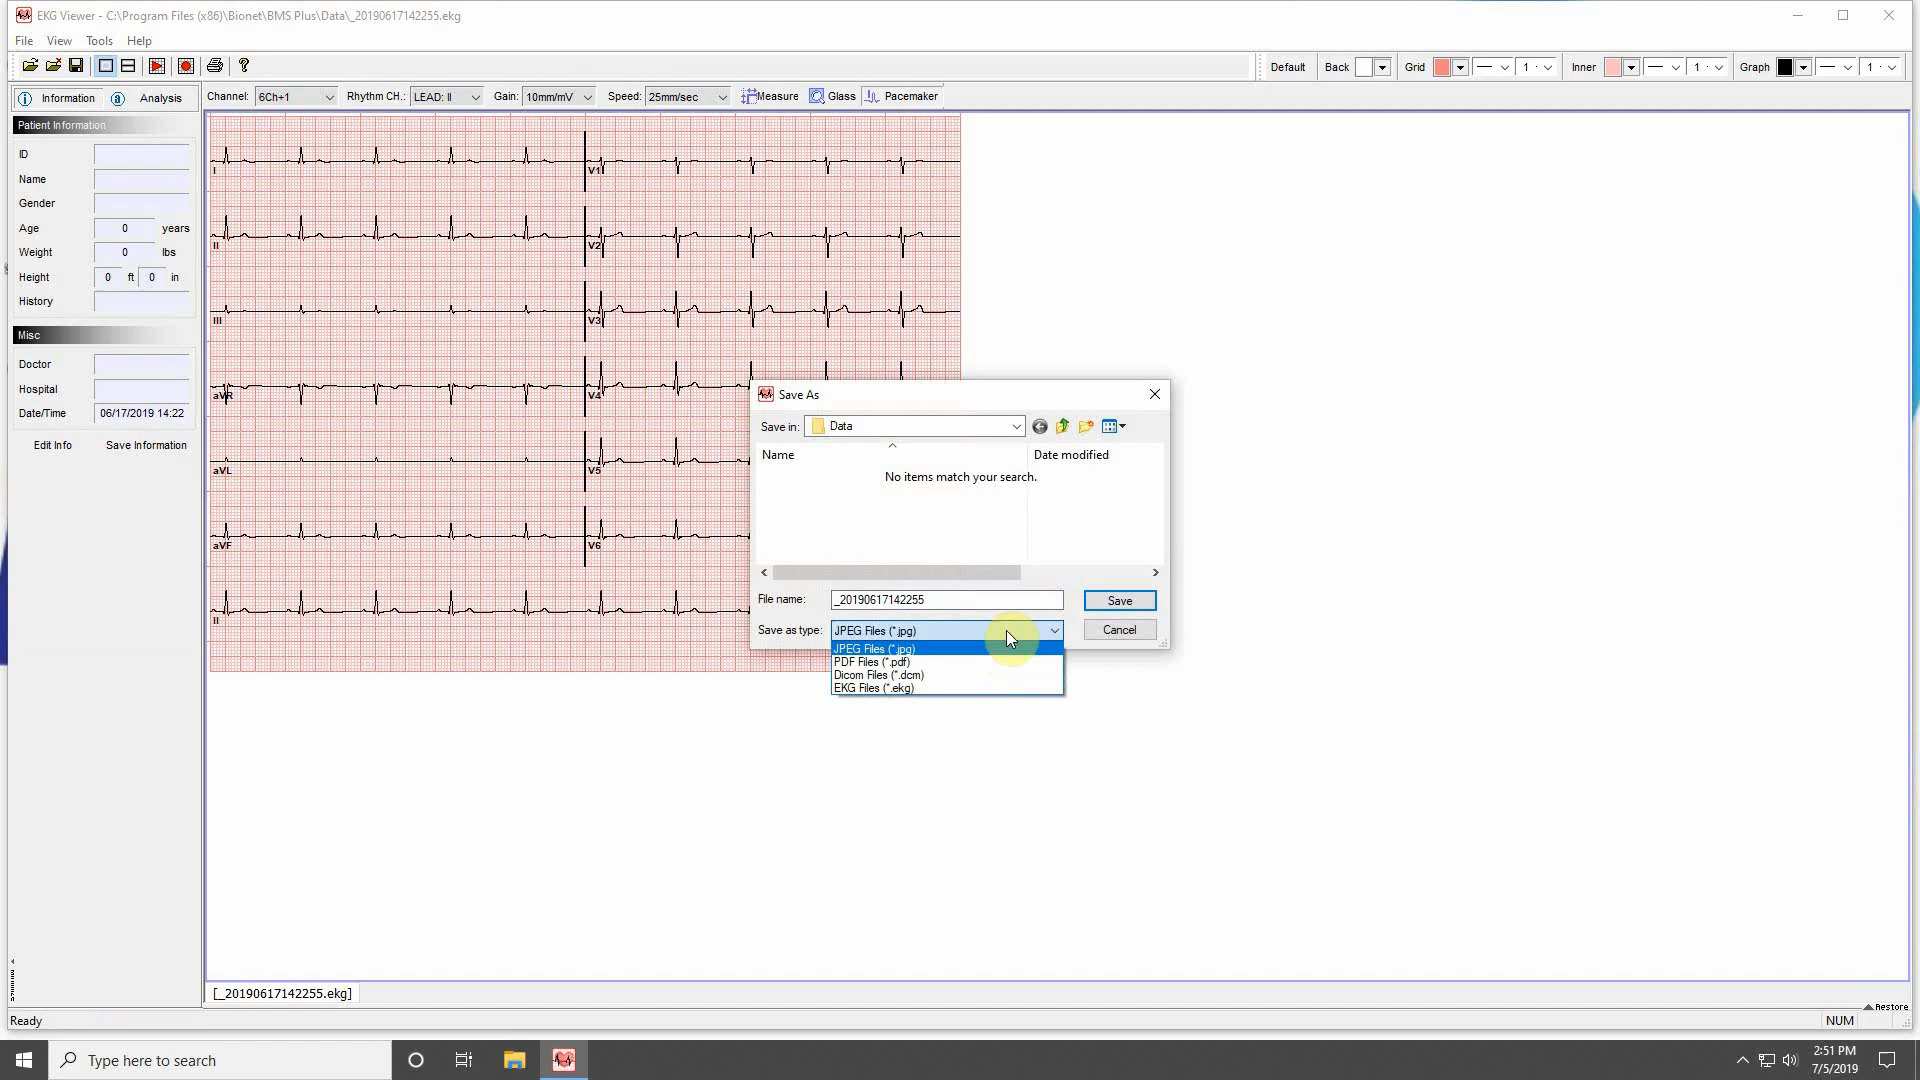 EKG Viewer - C:\Program Files (x86)\Bionet\BMS Plus\Data\_20190617142255.ekg
File View Tools Help
Default Back Grid 1 Inner 1 Graph 1
Information Analysis
Channel: 6Ch+1 Rhythm CH.: LEAD: II Gain: 10mm/mV Speed: 25mm/sec Measure Glass Pacemaker
Patient Information
ID
Name
Gender
Age 0 years
Weight 0 lbs
Height 0 ft 0 in
History
Misc
Doctor
Hospital
Date/Time 06/17/2019 14:22
Edit Info Save Information
I V1
II V2
III V3
aVR V4
aVL V5
aVF V6
II
Save As
Save in: Data
Name Date modified
No items match your search.
File name: _20190617142255 Save
Save as type: JPEG Files (*.jpg) Cancel
JPEG Files (*.jpg)
PDF Files (*.pdf)
Dicom Files (*.dcm)
EKG Files (*.ekg)
[_20190617142255.ekg]
Restore
Ready NUM
Type here to search
2:51 PM
7/5/2019